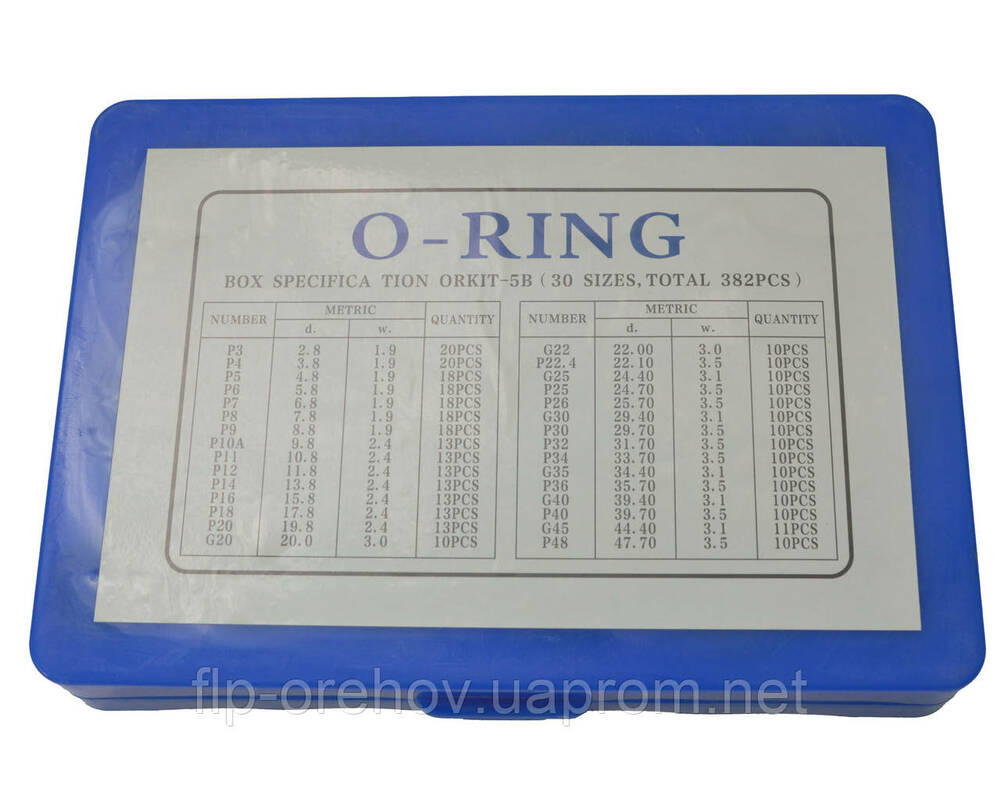 O-RING
BOX SPECIFICA TION ORKIT-5B (30 SIZES, TOTAL 382PCS)
NUMBER METRIC QUANTITY
d. w.
P3 2.8 1.9 20PCS
P4 3.8 1.9 20PCS
P5 4.8 1.9 18PCS
P6 5.8 1.9 18PCS
P7 6.8 1.9 18PCS
P8 7.8 1.9 18PCS
P9 8.8 1.9 18PCS
P10A 9.8 2.4 13PCS
P11 10.8 2.4 13PCS
P12 11.8 2.4 13PCS
P14 13.8 2.4 13PCS
P16 15.8 2.4 13PCS
P18 17.8 2.4 13PCS
P20 19.8 2.4 13PCS
G20 20.0 3.0 10PCS
NUMBER METRIC QUANTITY
d. w.
G22 22.00 3.0 10PCS
P22.4 22.10 3.5 10PCS
G25 24.40 3.1 10PCS
P25 24.70 3.5 10PCS
P26 25.70 3.5 10PCS
G30 29.40 3.1 10PCS
P30 29.70 3.5 10PCS
P32 31.70 3.5 10PCS
P34 33.70 3.5 10PCS
G35 34.40 3.1 10PCS
P36 35.70 3.5 10PCS
G40 39.40 3.1 10PCS
P40 39.70 3.5 10PCS
G45 44.40 3.1 11PCS
P48 47.70 3.5 10PCS
flp-orehov.uaprom.net